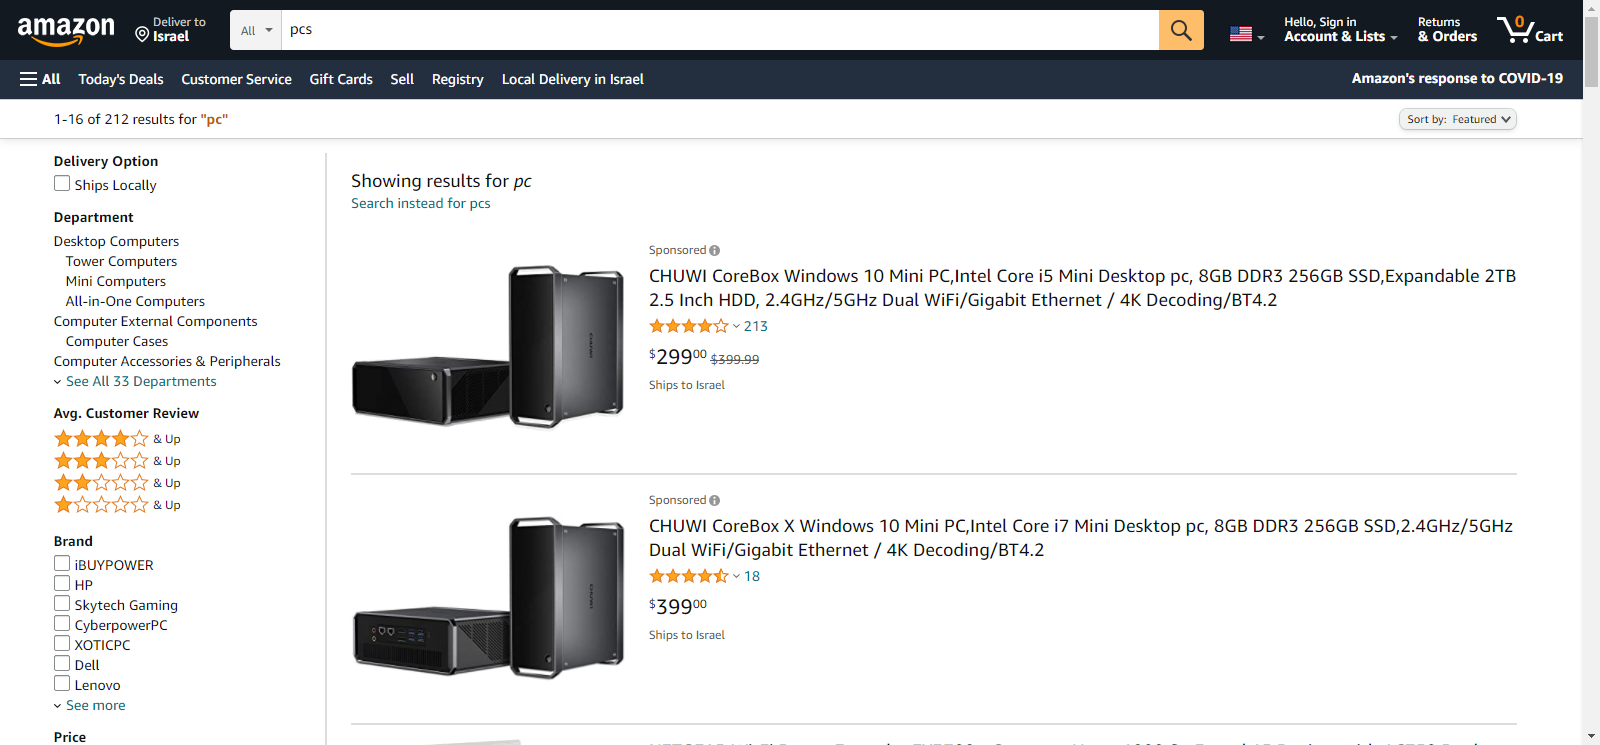 amazon
Deliver to
Israel
All
pcs
Hello, Sign in
Account & Lists
Returns
& Orders
0
Cart
All
Today's Deals
Customer Service
Gift Cards
Sell
Registry
Local Delivery in Israel
Amazon's response to COVID-19
1-16 of 212 results for "pc"
Sort by: Featured
Delivery Option
Ships Locally
Department
Desktop Computers
Tower Computers
Mini Computers
All-in-One Computers
Computer External Components
Computer Cases
Computer Accessories & Peripherals
See All 33 Departments
Avg. Customer Review
& Up
& Up
& Up
& Up
Brand
iBUYPOWER
HP
Skytech Gaming
CyberpowerPC
XOTICPC
Dell
Lenovo
See more
Price
Showing results for pc
Search instead for pcs
Sponsored
CHUWI CoreBox Windows 10 Mini PC,Intel Core i5 Mini Desktop pc, 8GB DDR3 256GB SSD,Expandable 2TB
2.5 Inch HDD, 2.4GHz/5GHz Dual WiFi/Gigabit Ethernet / 4K Decoding/BT4.2
213
$29900 $399.99
Ships to Israel
CHUWI
Sponsored
CHUWI CoreBox X Windows 10 Mini PC,Intel Core i7 Mini Desktop pc, 8GB DDR3 256GB SSD,2.4GHz/5GHz
Dual WiFi/Gigabit Ethernet / 4K Decoding/BT4.2
18
$39900
Ships to Israel
CHUWI